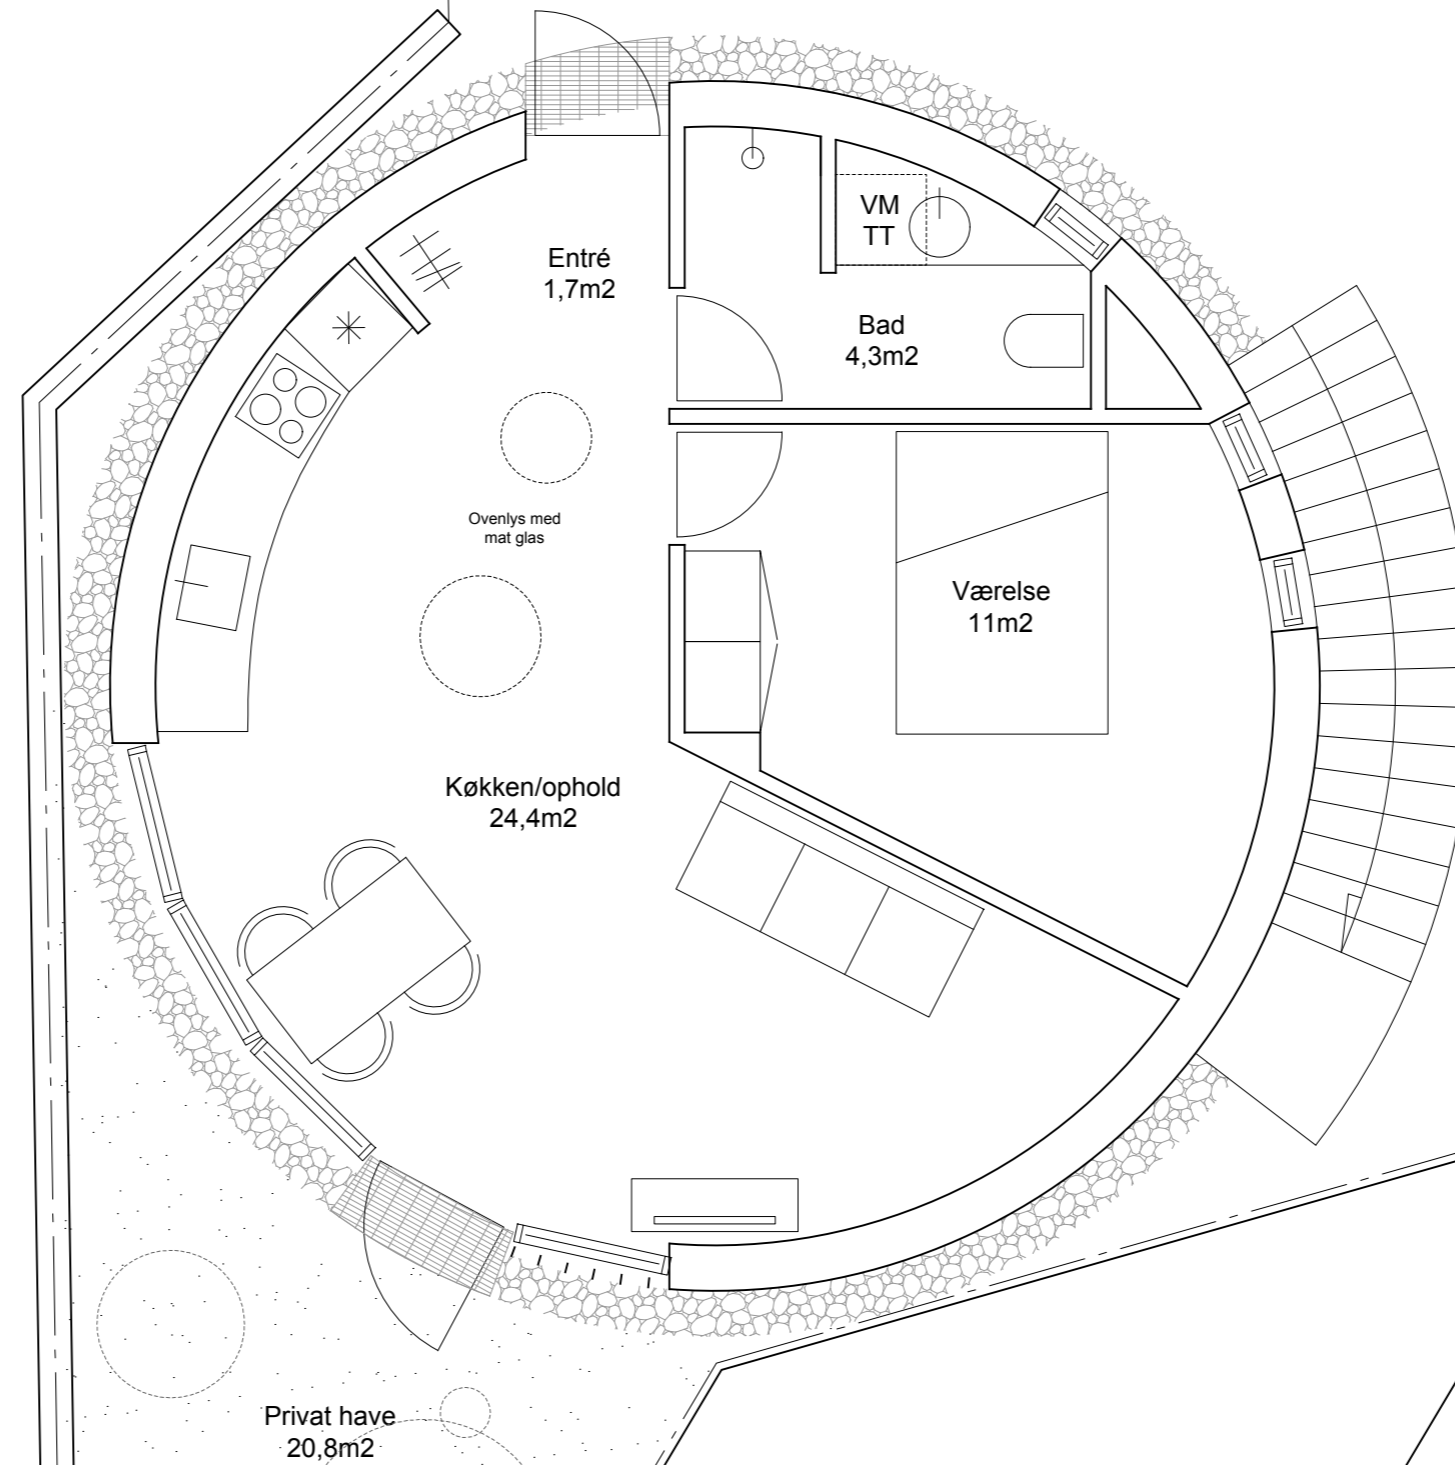 VM
TT
Entré
1,7m2
Bad
4,3m2
Ovenlys med
mat glas
Værelse
11m2
Køkken/ophold
24,4m2
Privat have
20,8m2